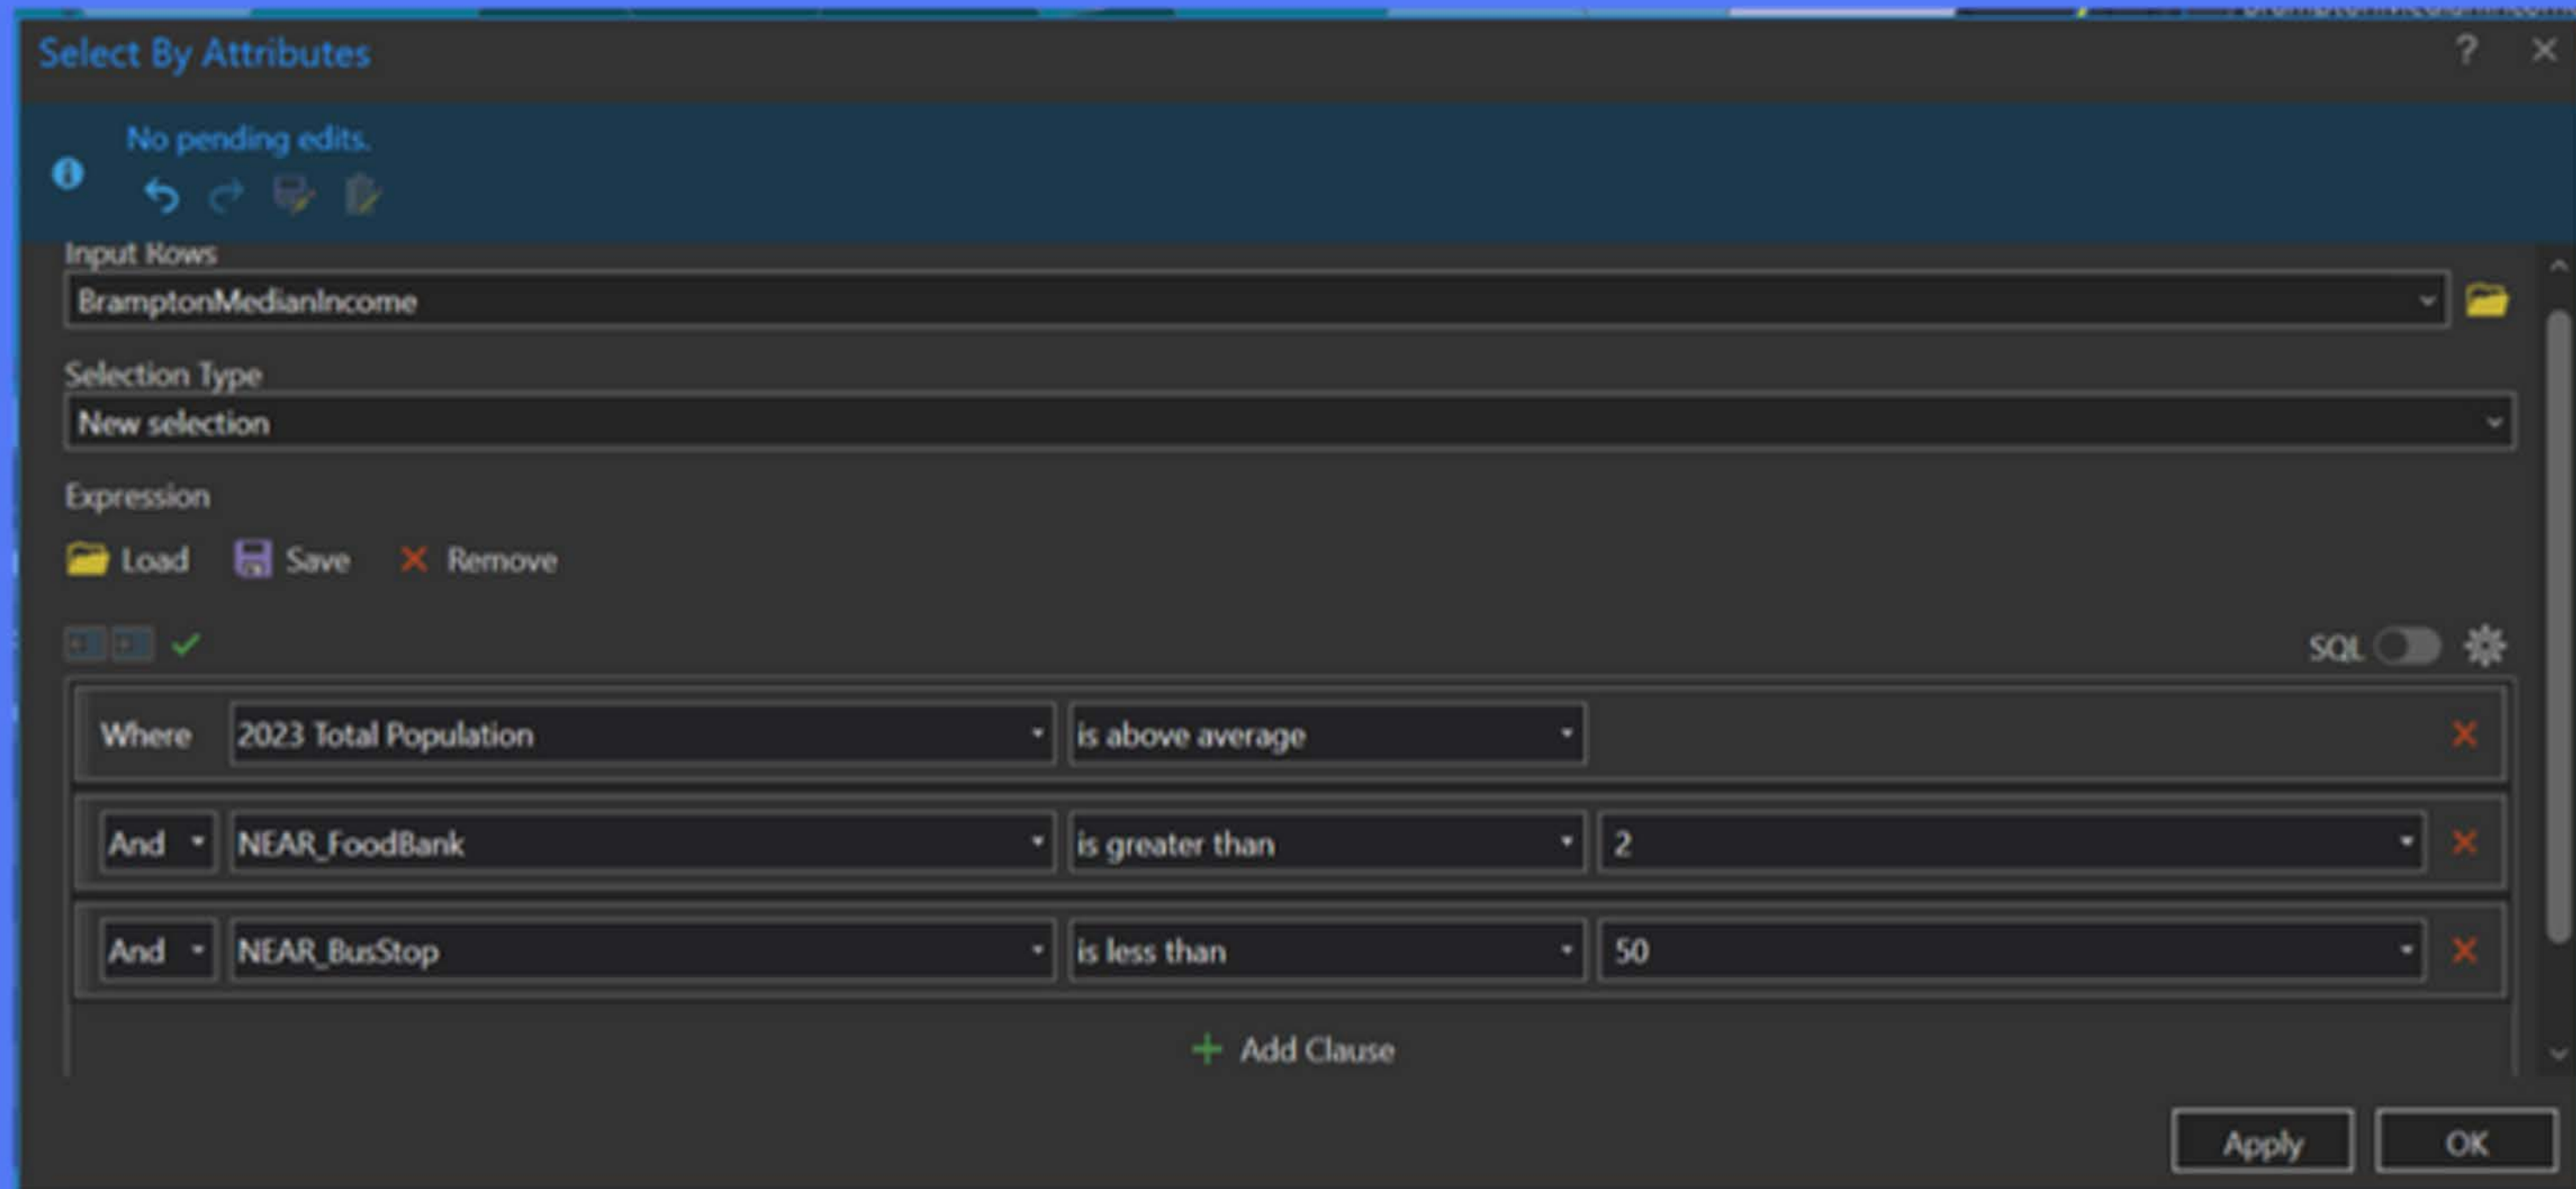 Select By Attributes ?
No pending edits.
Input Rows
BramptonMedianIncome
Selection Type
New selection
Expression
Load Save Remove
SQL
Where 2023 Total Population is above average
And NEAR_FoodBank is greater than 2
And NEAR_BusStop is less than 50
+ Add Clause
Apply OK